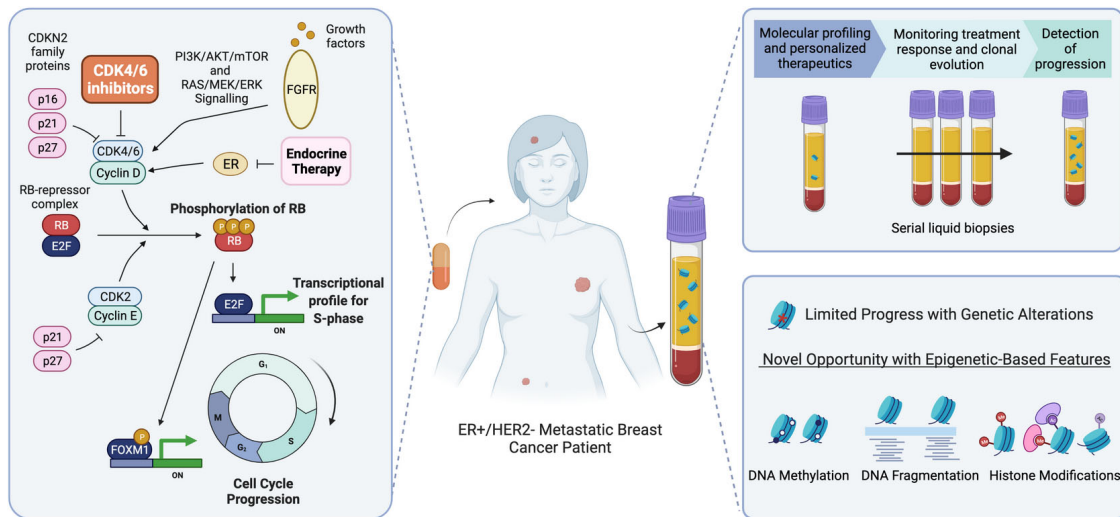 CDKN2
family
proteins
CDK4/6
inhibitors
PI3K/AKT/mTOR
and
RAS/MEK/ERK
Signalling
Growth
factors
FGFR
p16
p21
p27
CDK4/6
Cyclin D
ER
Endocrine
Therapy
RB-repressor
complex
RB
E2F
Phosphorylation of RB
P P P
RB
CDK2
Cyclin E
p21
p27
E2F
ON
Transcriptional
profile for
S-phase
P
FOXM1
ON
G₁
S
G₂
M
Cell Cycle
Progression
ER+/HER2- Metastatic Breast
Cancer Patient
Molecular profiling
and personalized
therapeutics
Monitoring treatment
response and clonal
evolution
Detection
of
progression
Serial liquid biopsies
Limited Progress with Genetic Alterations
Novel Opportunity with Epigenetic-Based Features
Me
Me
Me
Ac
DNA Methylation
DNA Fragmentation
Histone Modifications